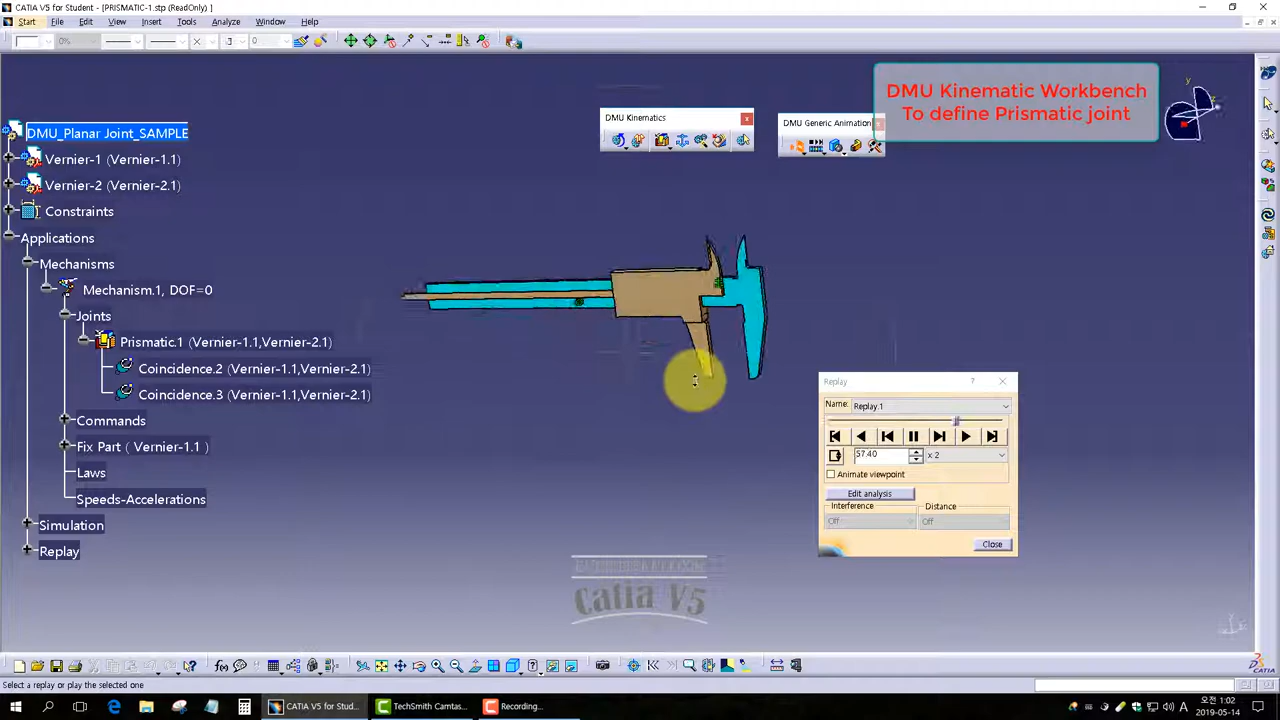 CATIA V5 for Student - [PRISMATIC-1.stp (ReadOnly) ]
Start File Edit View Insert Tools Analyze Window Help
0% 0
DMU Kinematic Workbench
To define Prismatic joint
DMU Kinematics
DMU Generic Animation
DMU_Planar Joint_SAMPLE
Vernier-1 (Vernier-1.1)
Vernier-2 (Vernier-2.1)
Constraints
Applications
Mechanisms
Mechanism.1, DOF=0
Joints
Prismatic.1 (Vernier-1.1,Vernier-2.1)
Coincidence.2 (Vernier-1.1,Vernier-2.1)
Coincidence.3 (Vernier-1.1,Vernier-2.1)
Commands
Fix Part ( Vernier-1.1 )
Laws
Speeds-Accelerations
Simulation
Replay
Replay
Name: Replay.1
57.40 x 2
Animate viewpoint
Edit analysis
Interference Distance
Off Off
Close
Catia V5
Select a replay or play the selected one
CATIA V5 for Stud...
TechSmith Camtas...
Recording...
A 오전 1:02
2019-05-14